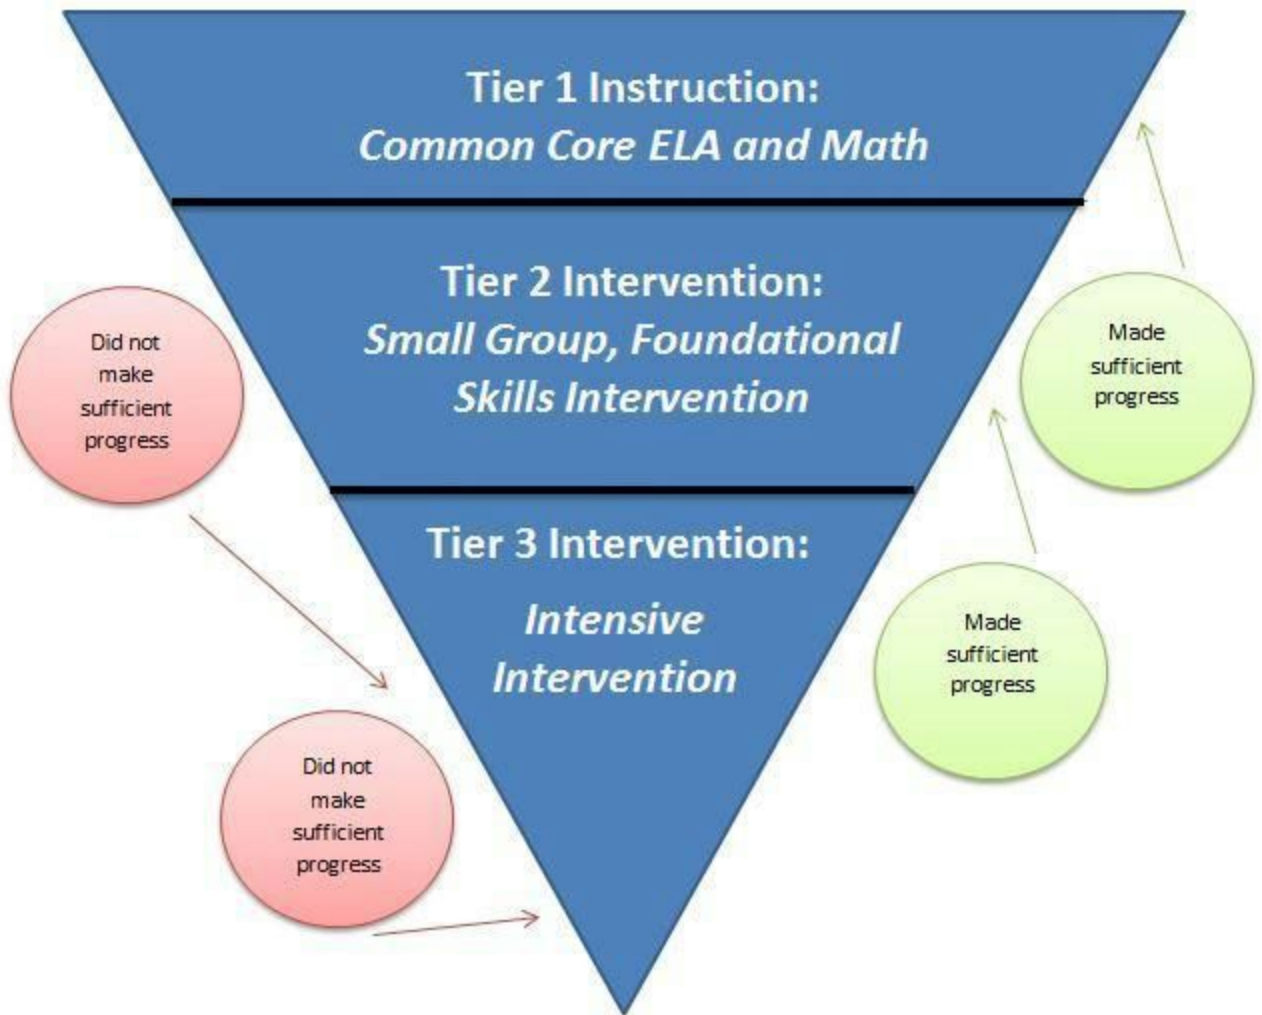 Tier 1 Instruction:
Common Core ELA and Math
Tier 2 Intervention:
Small Group, Foundational
Skills Intervention
Did not
make
sufficient
progress
Made
sufficient
progress
Tier 3 Intervention:
Intensive
Intervention
Made
sufficient
progress
Did not
make
sufficient
progress